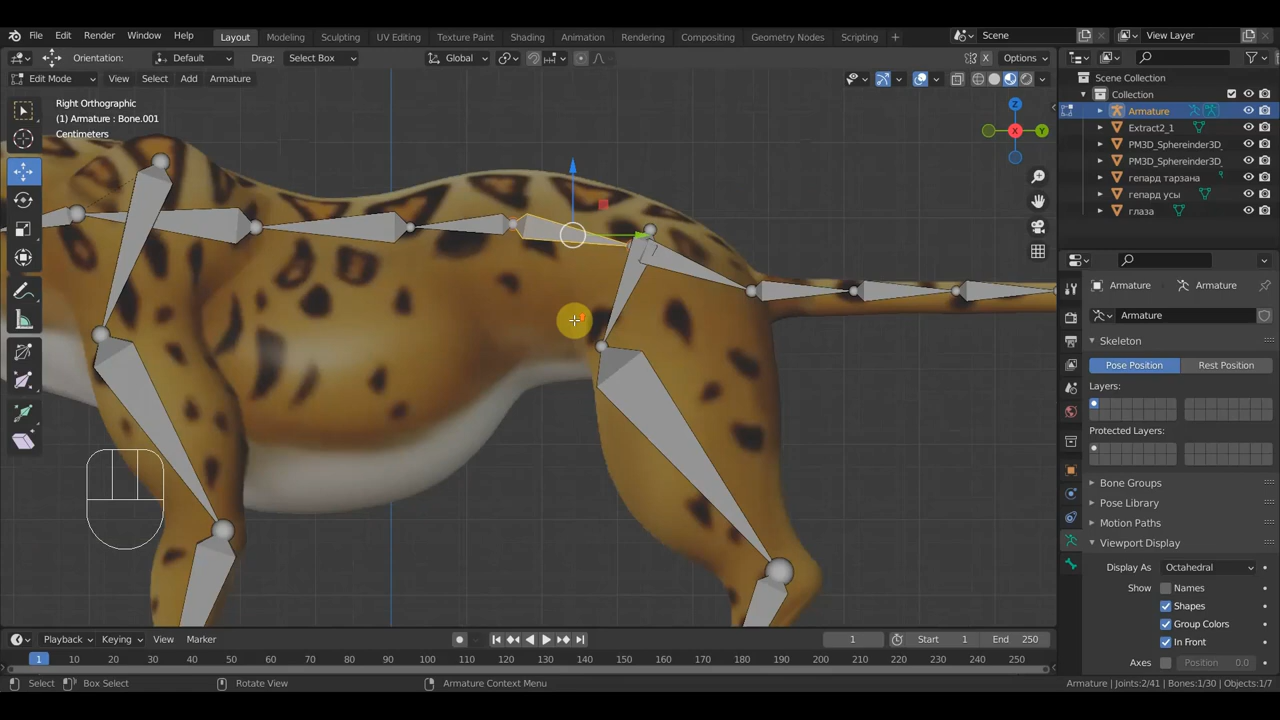 File Edit Render Window Help Layout Modeling Sculpting UV Editing Texture Paint Shading Animation Rendering Compositing Geometry Nodes Scripting + Scene View Layer
Orientation: Default Drag: Select Box Global X Options
Edit Mode View Select Add Armature
Right Orthographic
(1) Armature : Bone.001
Centimeters
Z
X
Y
Scene Collection
Collection
Armature
Extract2_1
PM3D_Sphereinder3D_
PM3D_Sphereinder3D_
гепард тарзана
гепард усы
глаза
Armature Armature
Armature
Skeleton
Pose Position Rest Position
Layers:
Protected Layers:
Bone Groups
Pose Library
Motion Paths
Viewport Display
Display As Octahedral
Show Names
Shapes
Group Colors
In Front
Axes Position 0.0
Playback Keying View Marker 1 Start 1 End 250
1 10 20 30 40 50 60 70 80 90 100 110 120 130 140 150 160 170 180 190 200 210 220 230 240 250
Select Box Select Rotate View Armature Context Menu Armature | Joints:2/41 | Bones:1/30 | Objects:1/7